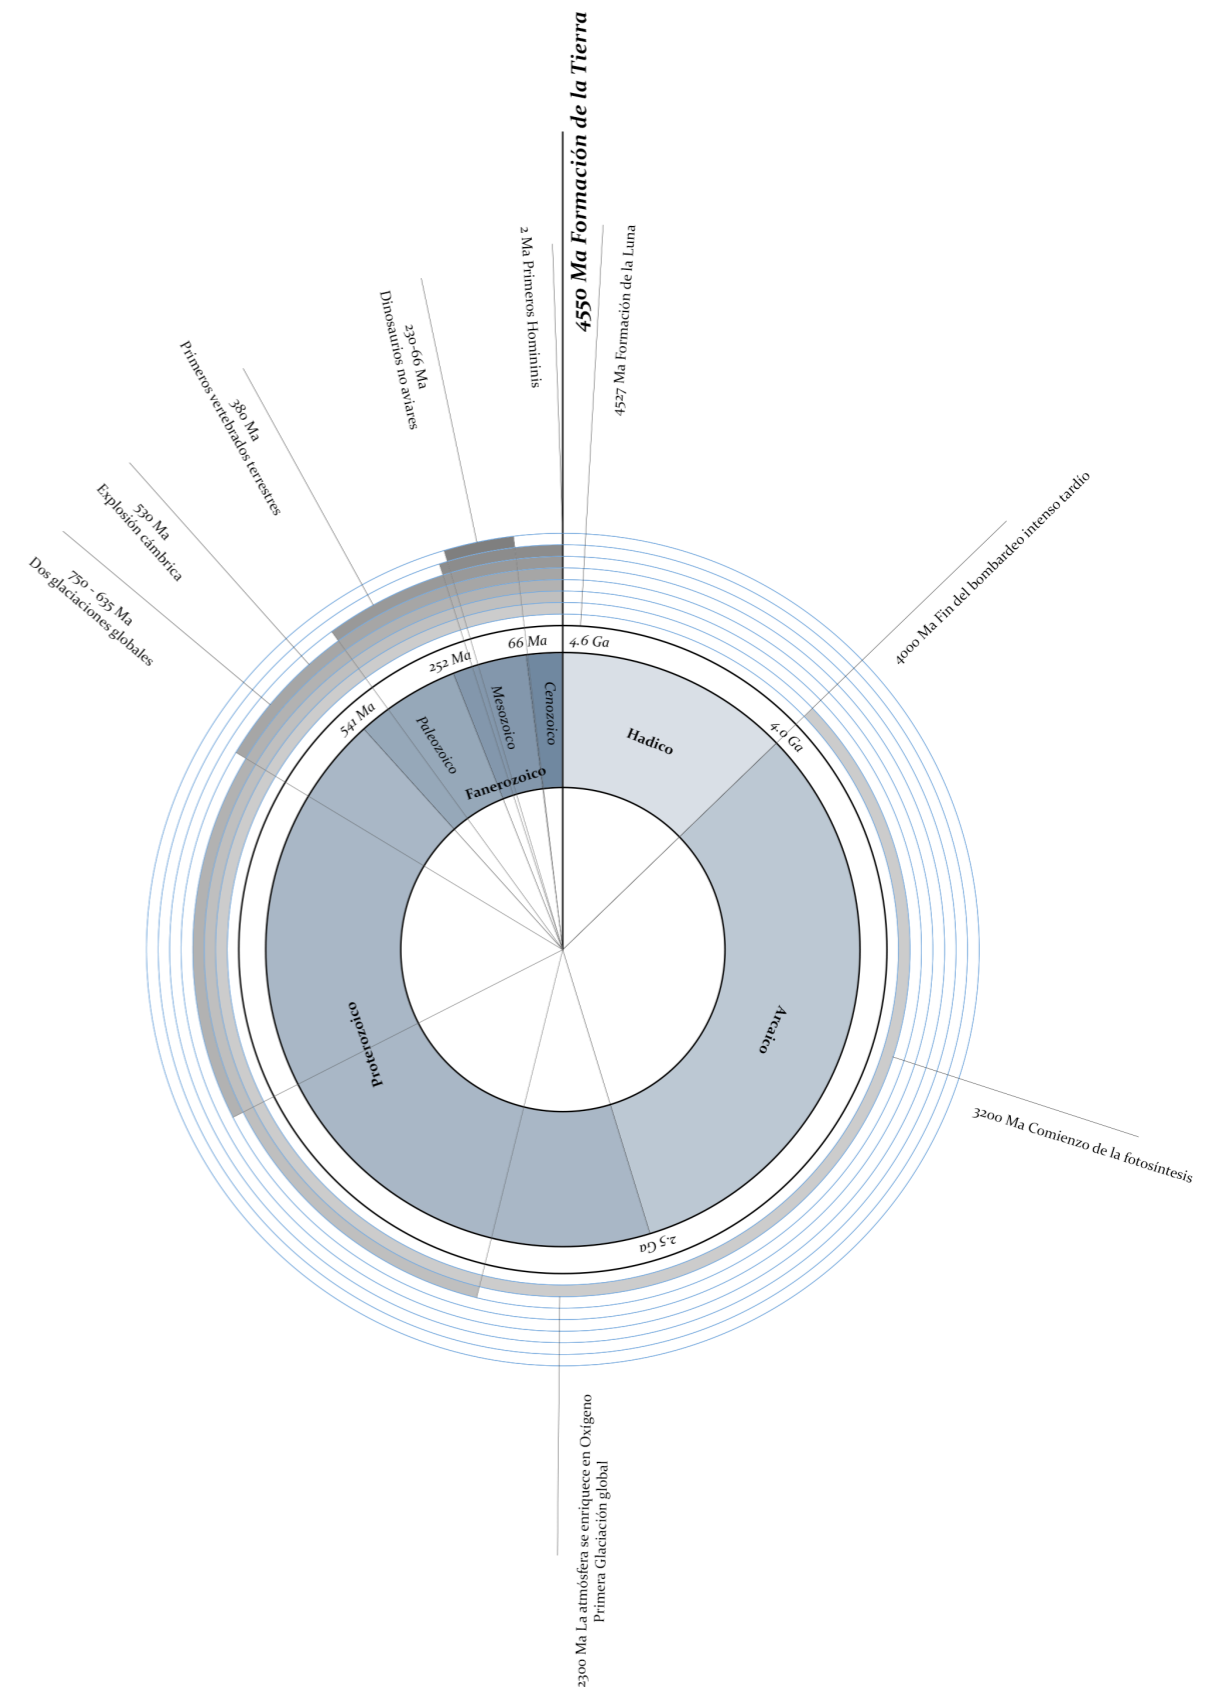 4550 Ma Formación de la Tierra
4527 Ma Formación de la Luna
4000 Ma Fin del bombardeo intenso tardío
3200 Ma Comienzo de la fotosíntesis
2300 Ma La atmósfera se enriquece en Oxígeno
Primera Glaciación global
750 - 635 Ma
Dos glaciaciones globales
530 Ma
Explosión cámbrica
380 Ma
Primeros vertebrados terrestres
230-66 Ma
Dinosaurios no aviares
2 Ma Primeros Homininis
4.6 Ga
4.0 Ga
2.5 Ga
541 Ma
252 Ma
66 Ma
Hadico
Arcaico
Proterozoico
Fanerozoico
Paleozoico
Mesozoico
Cenozoico